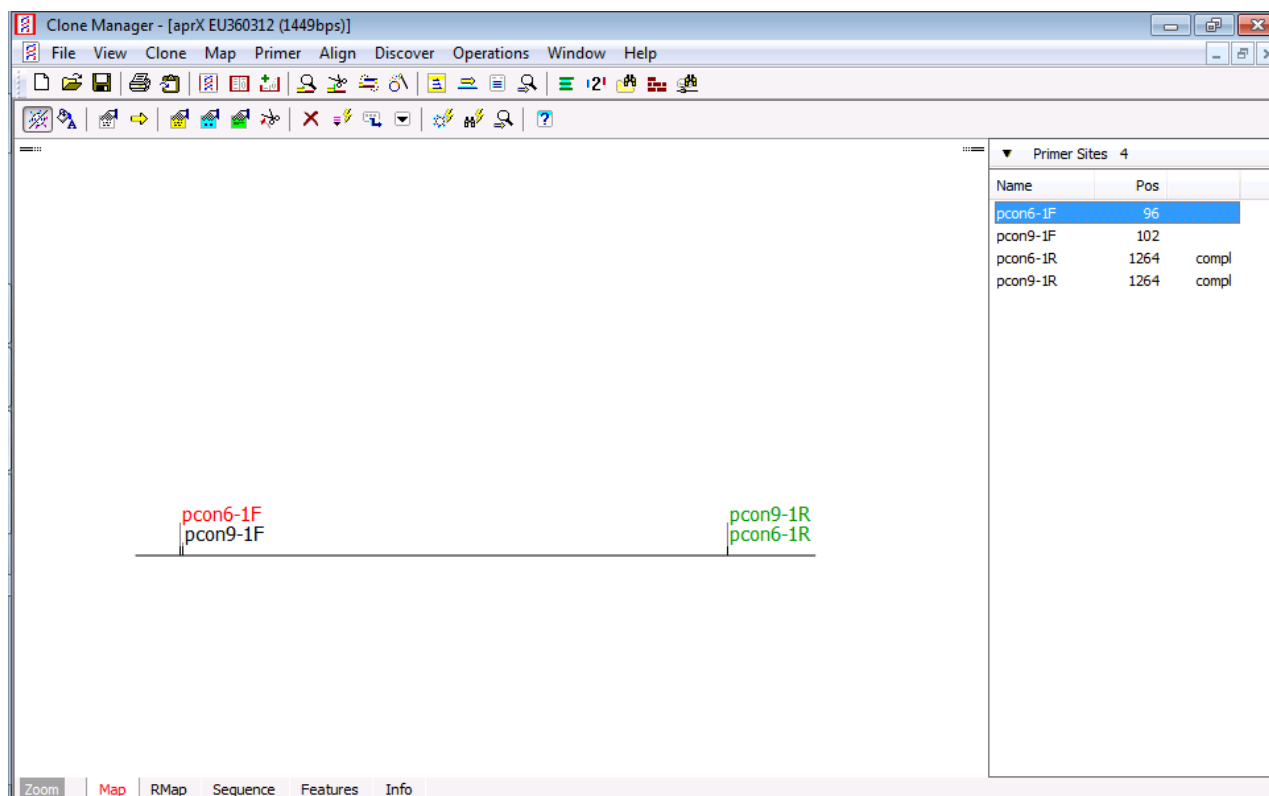 Clone Manager - [aprX EU360312 (1449bps)]
File View Clone Map Primer Align Discover Operations Window Help
Primer Sites 4
Name Pos
pcon6-1F 96
pcon9-1F 102
pcon6-1R 1264 compl
pcon9-1R 1264 compl
pcon6-1F pcon9-1R
pcon9-1F pcon6-1R
Zoom Map RMap Sequence Features Info